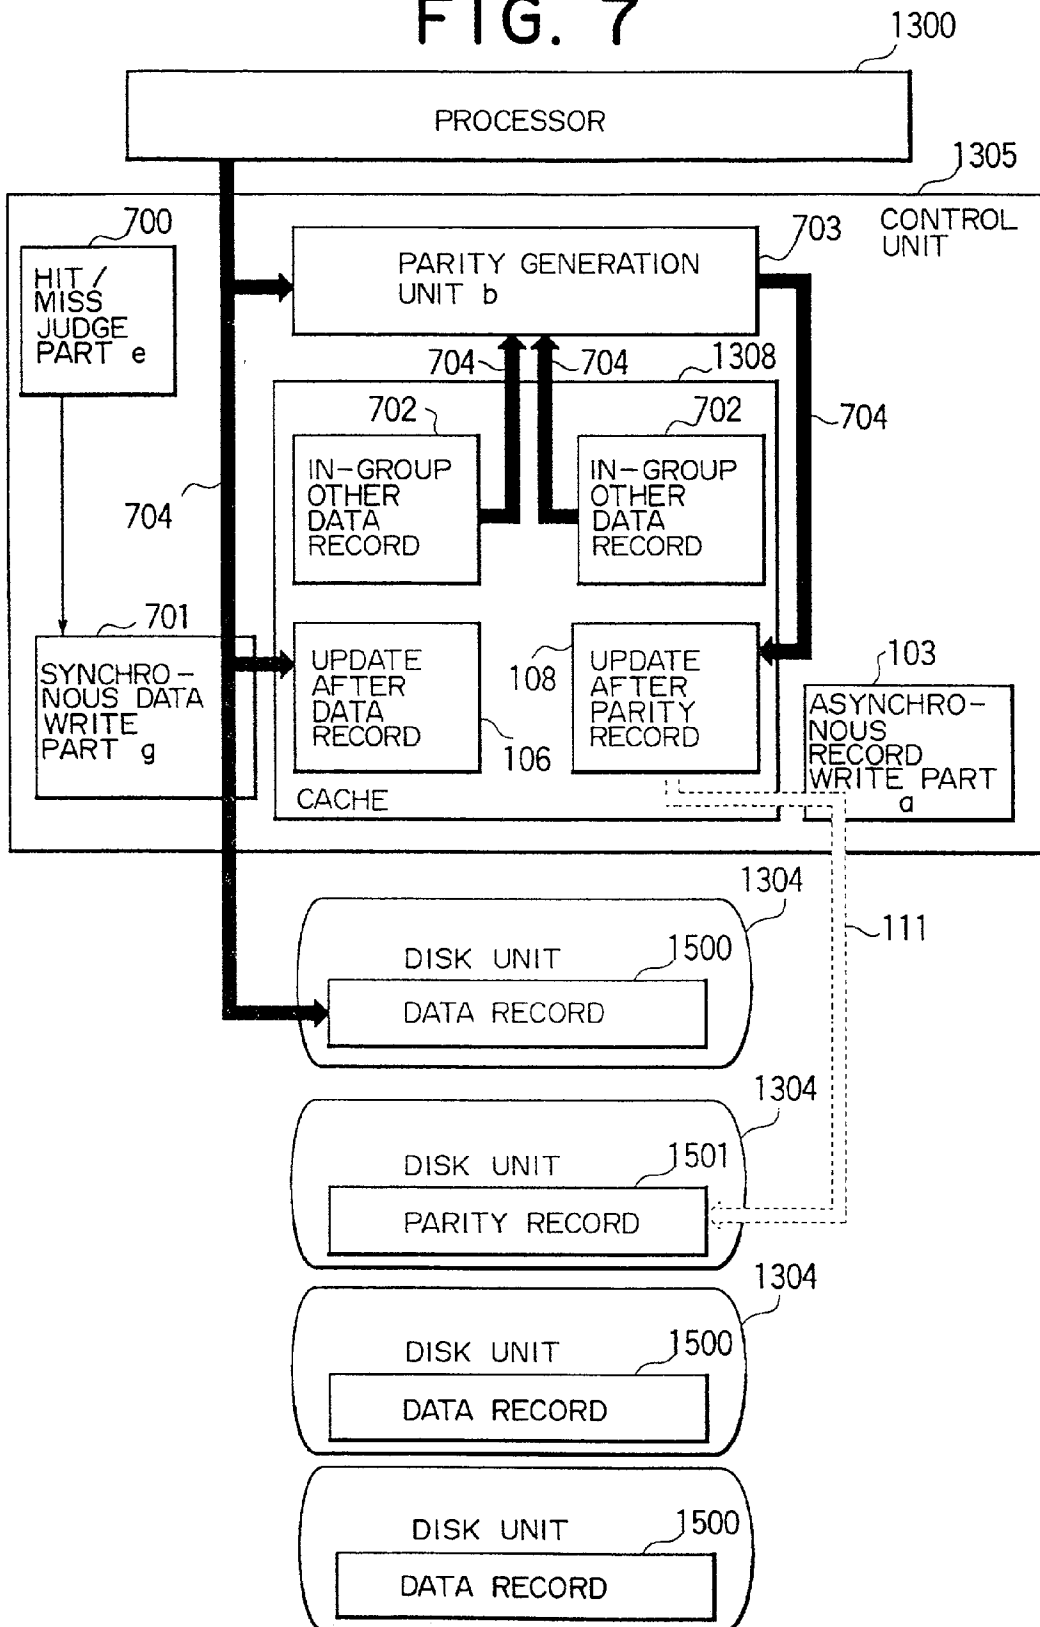 FIG. 7
1300
PROCESSOR
1305
CONTROL
UNIT
700
HIT/
MISS
JUDGE
PART e
703
PARITY GENERATION
UNIT b
704
704
1308
704
702
IN-GROUP
OTHER
DATA
RECORD
702
IN-GROUP
OTHER
DATA
RECORD
704
701
SYNCHRO-
NOUS DATA
WRITE
PART g
UPDATE
AFTER
DATA
RECORD
106
108
UPDATE
AFTER
PARITY
RECORD
103
ASYNCHRO-
NOUS
RECORD
WRITE PART
a
CACHE
1304
111
DISK UNIT
1500
DATA RECORD
1304
DISK UNIT
1501
PARITY RECORD
1304
DISK UNIT
1500
DATA RECORD
DISK UNIT
1500
DATA RECORD